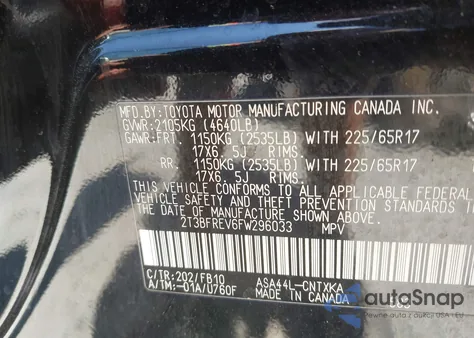 MFD.BY:TOYOTA MOTOR MANUFACTURING CANADA INC.
GVWR:2105KG (4640LB)
GAWR:FRT. 1150KG (2535LB) WITH 225/65R17
17X6. 5J RIMS.
RR. 1150KG (2535LB) WITH 225/65R17
17X6. 5J RIMS.
THIS VEHICLE CONFORMS TO ALL APPLICABLE FEDERAL
VEHICLE SAFETY AND THEFT PREVENTION STANDARDS IN
THE DATE OF MANUFACTURE SHOWN ABOVE.
2T3BFREV6FW296033 MPV
C/TR:202/FB10 ASA44L-CNTXKA
A/TM:-01A/U760F MADE IN CANADA
autoSnap